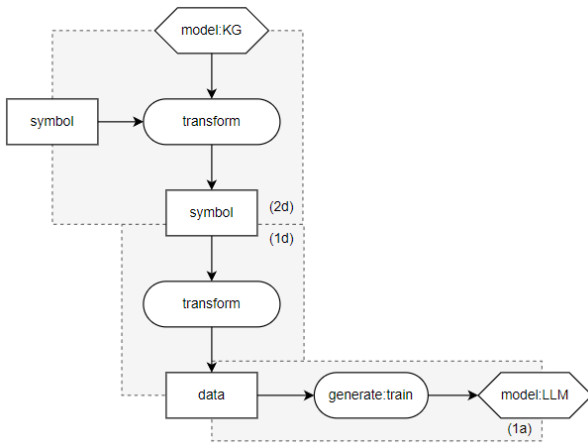 model:KG
symbol
transform
symbol
(2d)
(1d)
transform
data
generate:train
model:LLM
(1a)